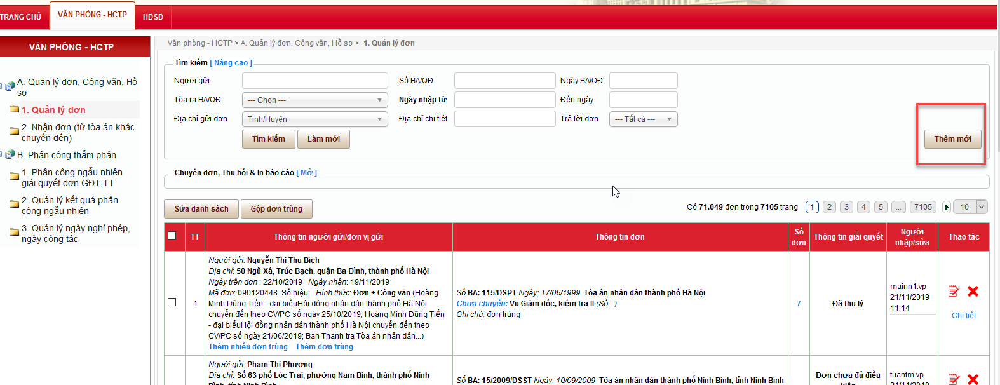 TRANG CHỦ
VĂN PHÒNG - HCTP
HDSD
VĂN PHÒNG - HCTP
A. Quản lý đơn, Công văn, Hồ
sơ
1. Quản lý đơn
2. Nhận đơn (từ tòa án khác
chuyển đến)
B. Phân công thẩm phán
1. Phân công ngẫu nhiên
giải quyết đơn GĐT,TT
2. Quản lý kết quả phân
công ngẫu nhiên
3. Quản lý ngày nghỉ phép,
ngày công tác
Văn phòng - HCTP > A. Quản lý đơn, Công văn, Hồ sơ > 1. Quản lý đơn
Tìm kiếm [ Nâng cao ]
Người gửi Số BA/QĐ Ngày BA/QĐ
Tòa ra BA/QĐ --- Chọn --- Ngày nhập từ Đến ngày
Địa chỉ gửi đơn Tỉnh/Huyện Địa chỉ chi tiết Trả lời đơn --- Tất cả ---
Tìm kiếm Làm mới Thêm mới
Chuyển đơn, Thu hồi & In báo cáo [ Mở ]
Sửa danh sách Gộp đơn trùng Có 71.049 đơn trong 7105 trang 1 2 3 4 5 ... 7105 10
TT Thông tin người gửi/đơn vị gửi Thông tin đơn Số đơn Thông tin giải quyết Người nhập/sửa Thao tác
1
Người gửi: Nguyễn Thị Thu Bích
Địa chỉ: 50 Ngũ Xá, Trúc Bạch, quận Ba Đình, thành phố Hà Nội
Ngày trên đơn : 22/10/2019 Ngày nhận: 19/11/2019
Mã đơn: 090120448 Số hiệu: Hình thức: Đơn + Công văn (Hoàng
Minh Dũng Tiến - đại biểuHội đồng nhân dân thành phố Hà Nội
chuyển đến theo CV/PC số ngày 25/10/2019; Hoàng Minh Dũng Tiến
- đại biểuHội đồng nhân dân thành phố Hà Nội chuyển đến theo
CV/PC số ngày 21/06/2019; Ban Thanh tra Tòa án nhân dân...)
Thêm nhiều đơn trùng Thêm đơn trùng
Số BA: 115/DSPT Ngày: 17/06/1999 Tòa án nhân dân thành phố Hà Nội
Chưa chuyển: Vụ Giám đốc, kiểm tra II (Số - )
Ghi chú: đơn trùng
7
Đã thụ lý
mainn1.vp
21/11/2019
11:14
Chi tiết
Người gửi: Phạm Thị Phương
Địa chỉ: Số 63 phố Lộc Trại, phường Nam Bình, thành phố Ninh
Bình, tỉnh Ninh Bình
Số BA: 15/2009/DSST Ngày: 10/09/2009 Tòa án nhân dân thành phố Ninh Bình, tỉnh Ninh Bình
Đơn chưa đủ điều
kiện
tuantm.vp
21/11/2019